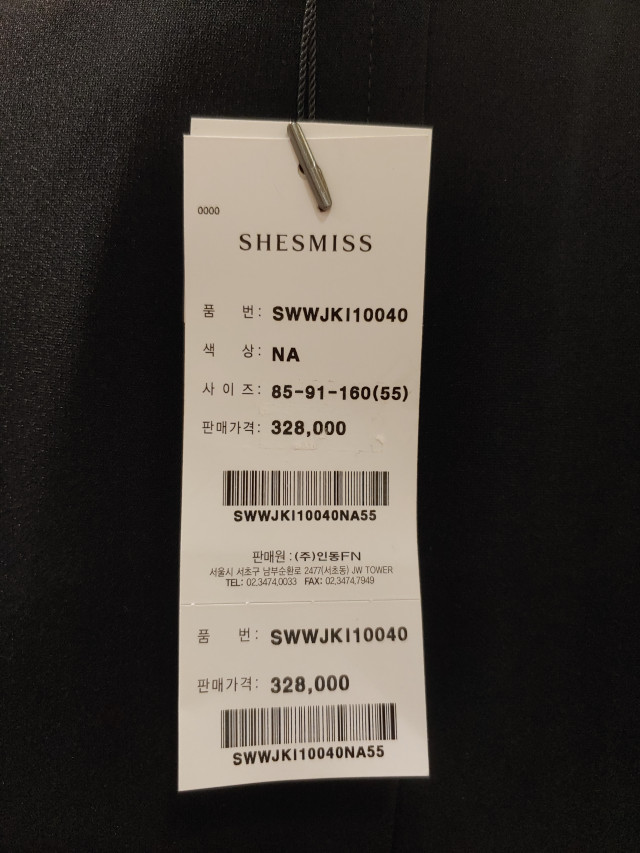 0000
SHESMISS
품 번: SWWJKI10040
색 상: NA
사 이 즈: 85-91-160(55)
판매가격: 328,000
SWWJKI10040NA55
판매원 : (주)인동FN
서울시 서초구 남부순환로 2477(서초동) JW TOWER
TEL: 02.3474.0033 FAX: 02.3474.7949
품 번: SWWJKI10040
판매가격: 328,000
SWWJKI10040NA55